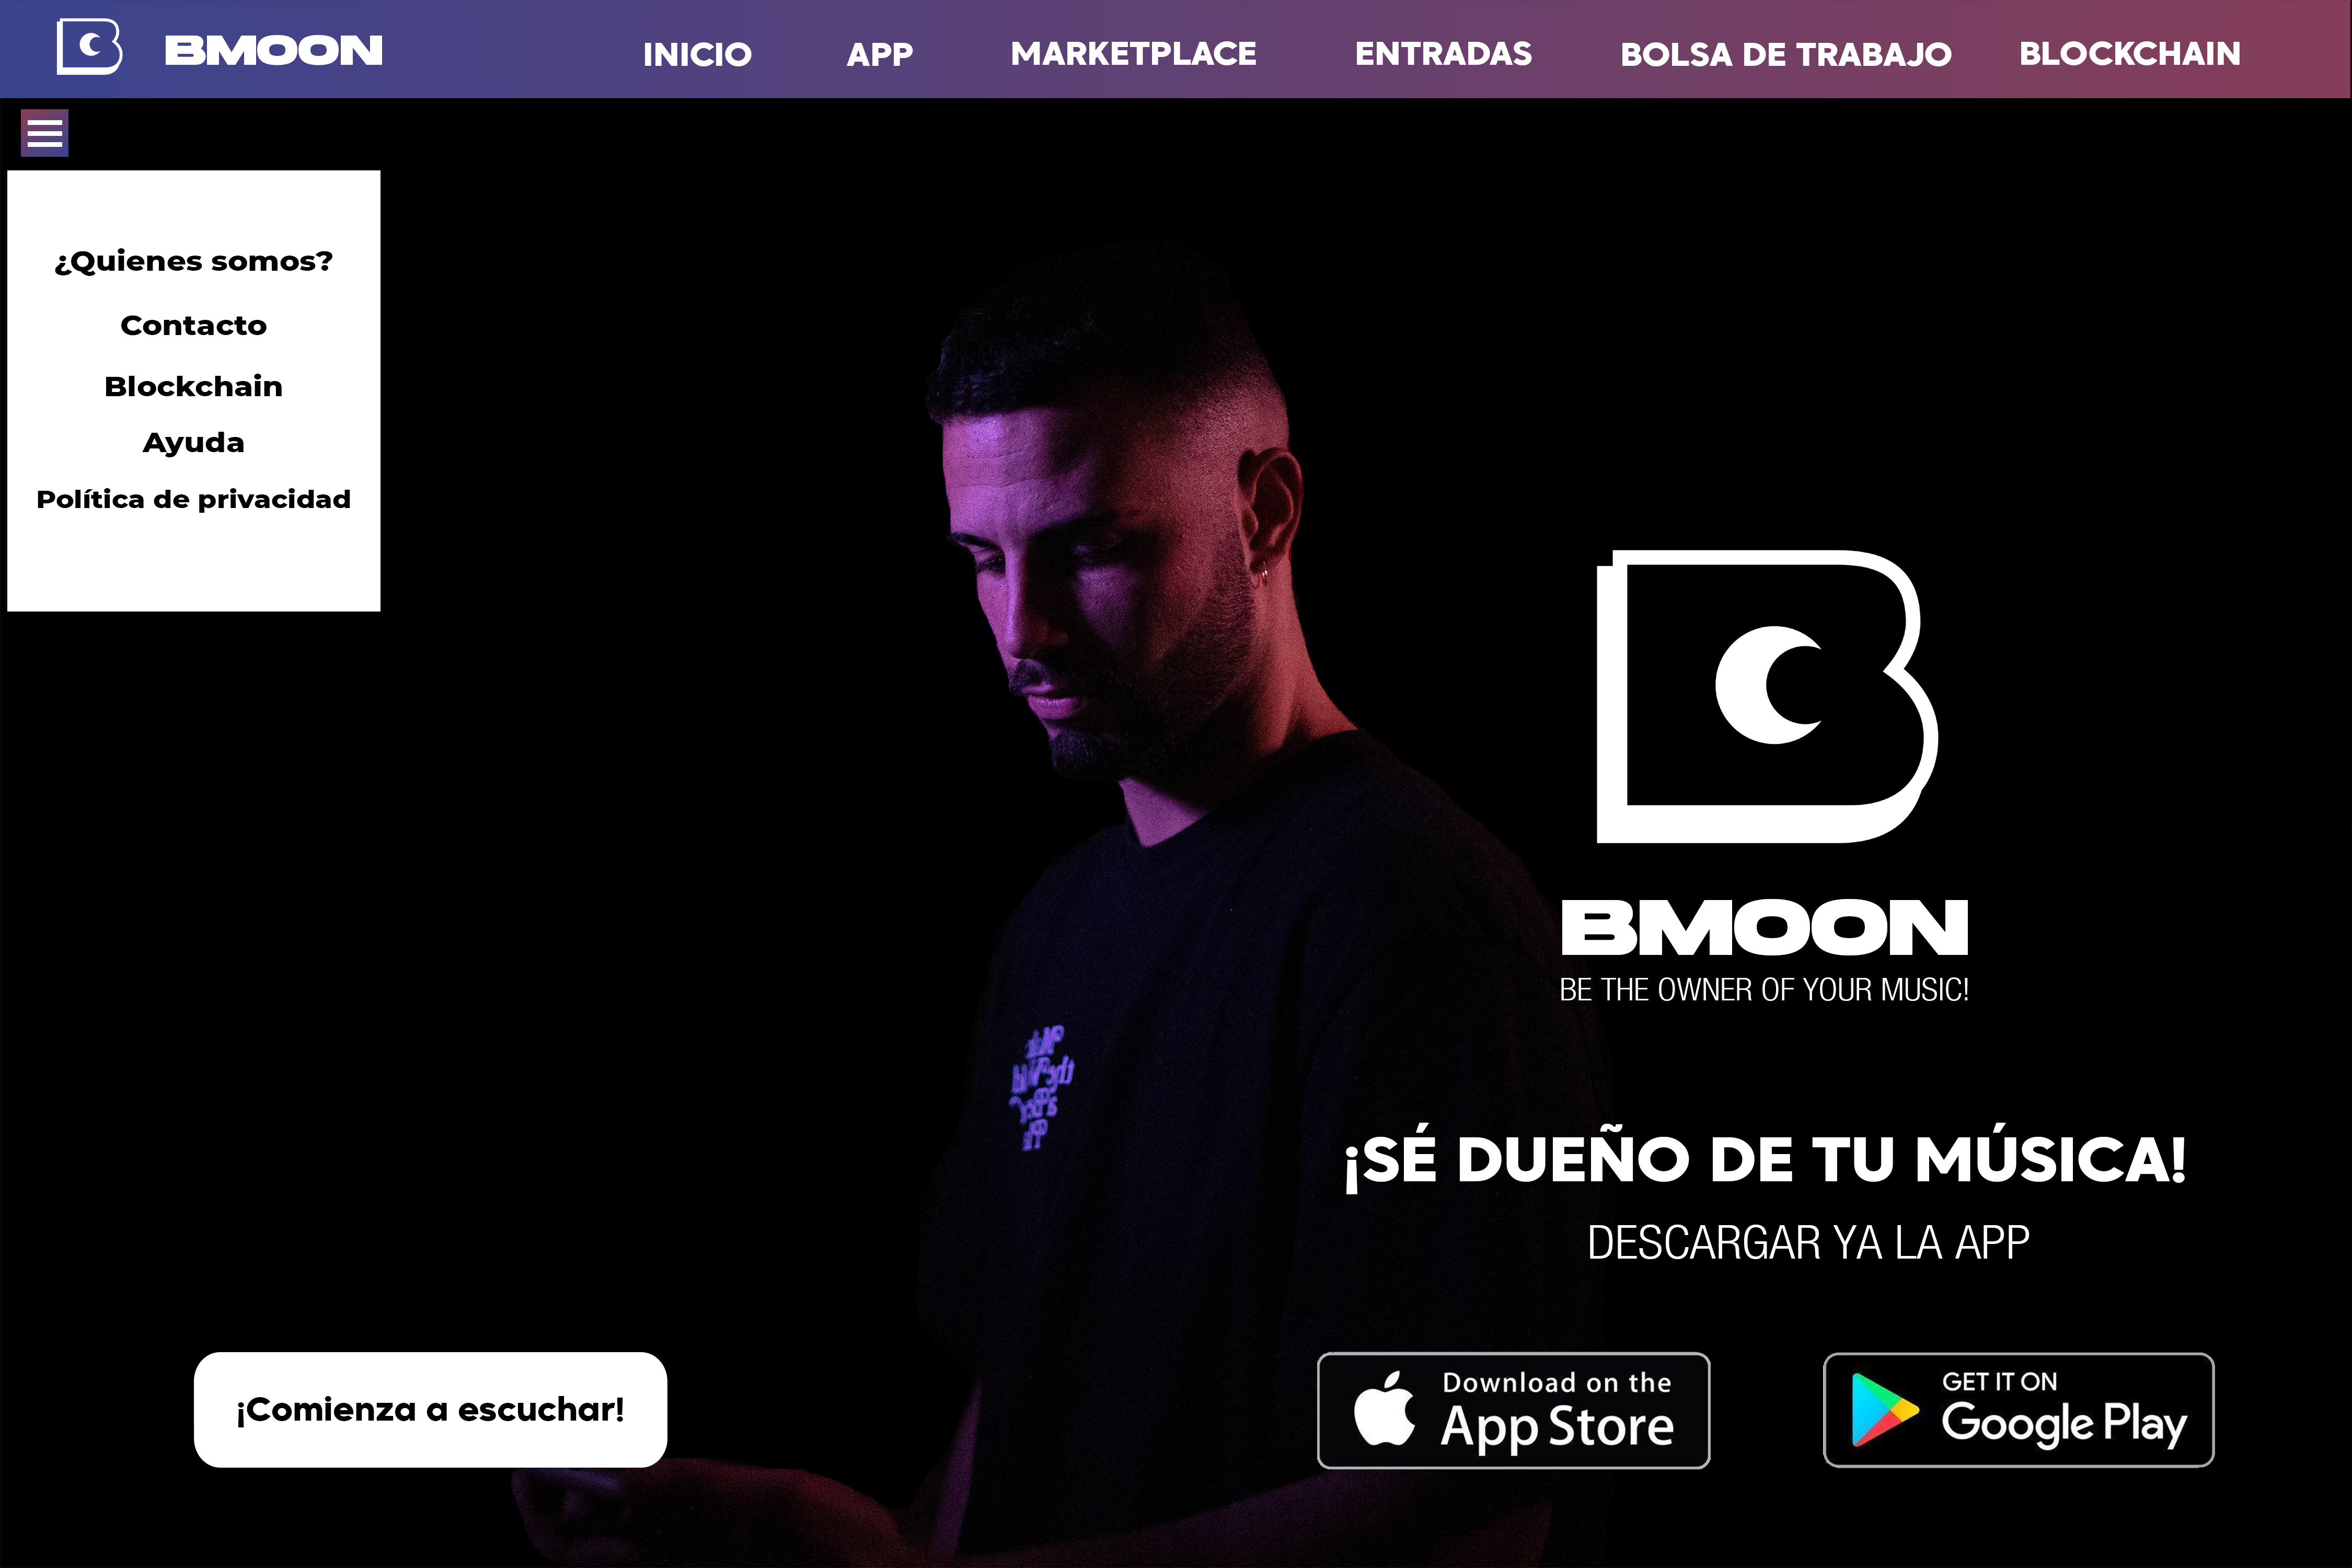 BMOON
INICIO
APP
MARKETPLACE
ENTRADAS
BOLSA DE TRABAJO
BLOCKCHAIN
¿Quienes somos?
Contacto
Blockchain
Ayuda
Política de privacidad
BMOON
BE THE OWNER OF YOUR MUSIC!
¡SÉ DUEÑO DE TU MÚSICA!
DESCARGAR YA LA APP
¡Comienza a escuchar!
Download on the
App Store
GET IT ON
Google Play